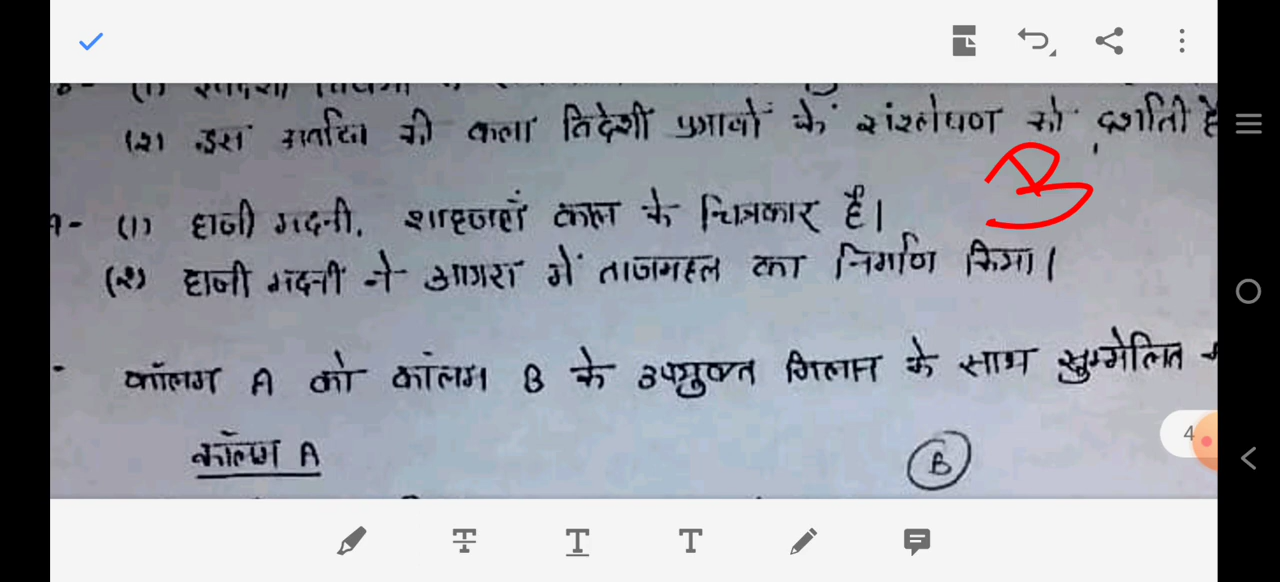 (2) इस अवधि की कला विदेशी प्रभावों के संश्लेषण को दर्शाती है
B
(1) हाजी मदनी, शाहजहां काल के चित्रकार है।
(2) हाजी मदनी ने आगरा में ताजमहल का निर्माण किया।
कॉलम A को कॉलम B के उपयुक्त मिलान के साथ सुम्मेलित
4
कॉलम A
B
T T T